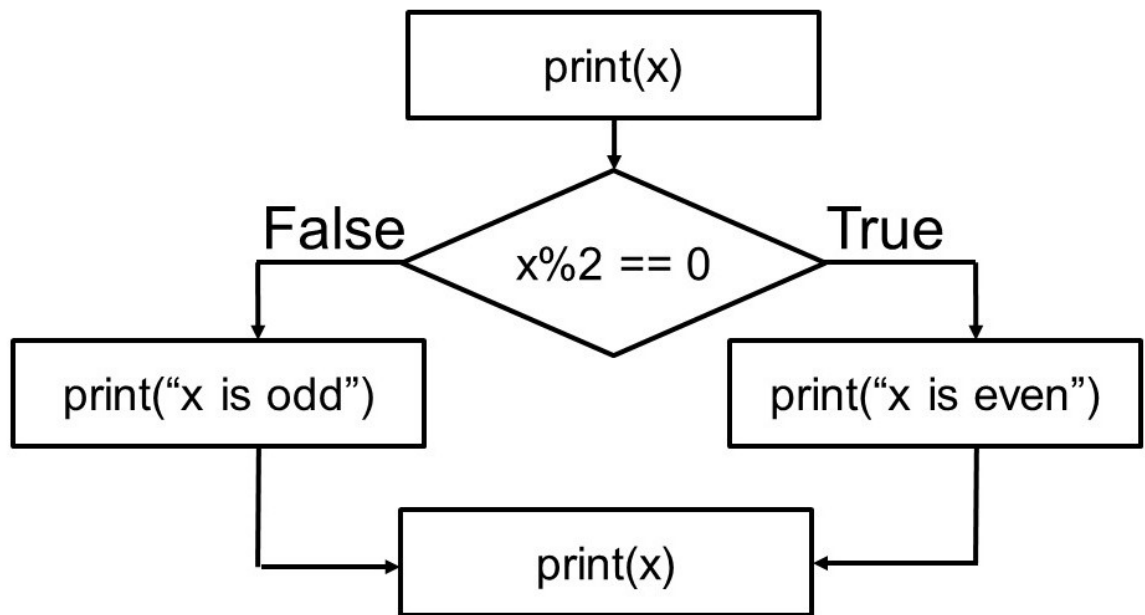 print(x)
False
True
x%2 == 0
print(“x is odd”)
print(“x is even”)
print(x)